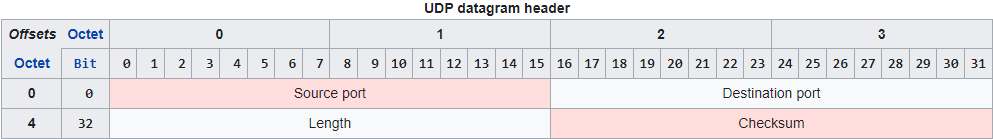 UDP datagram header
Offsets Octet 0 1 2 3
Octet Bit 0 1 2 3 4 5 6 7 8 9 10 11 12 13 14 15 16 17 18 19 20 21 22 23 24 25 26 27 28 29 30 31
0 0 Source port Destination port
4 32 Length Checksum